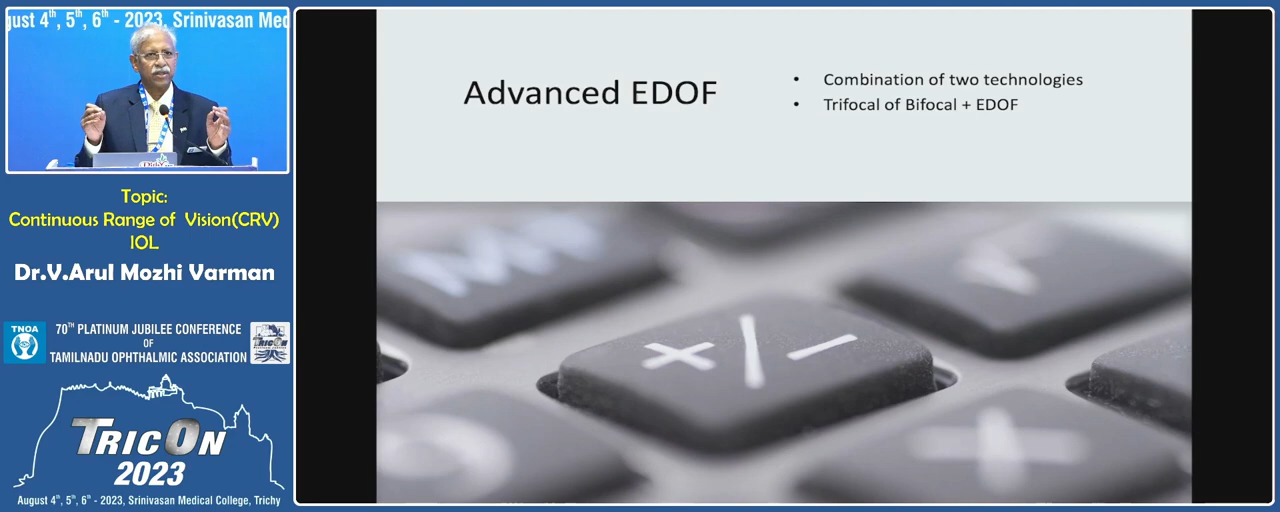 gust 4th, 5th, 6th - 2023, Srinivasan Med
Topic:
Continuous Range of Vision(CRV)
IOL
Dr.V.Arul Mozhi Varman
TNOA
70TH PLATINUM JUBILEE CONFERENCE
OF
TAMILNADU OPHTHALMIC ASSOCIATION
TRICON
TRICON
2023
August 4th, 5th, 6th - 2023, Srinivasan Medical College, Trichy
Advanced EDOF
• Combination of two technologies
• Trifocal of Bifocal + EDOF
+/-